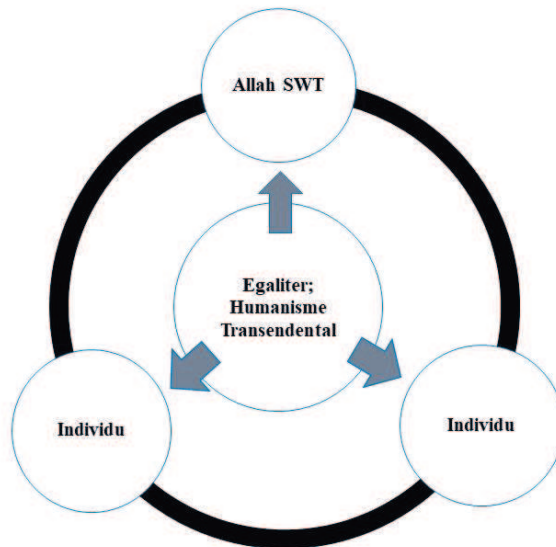 Allah SWT
Egaliter;
Humanisme
Transendental
Individu
Individu